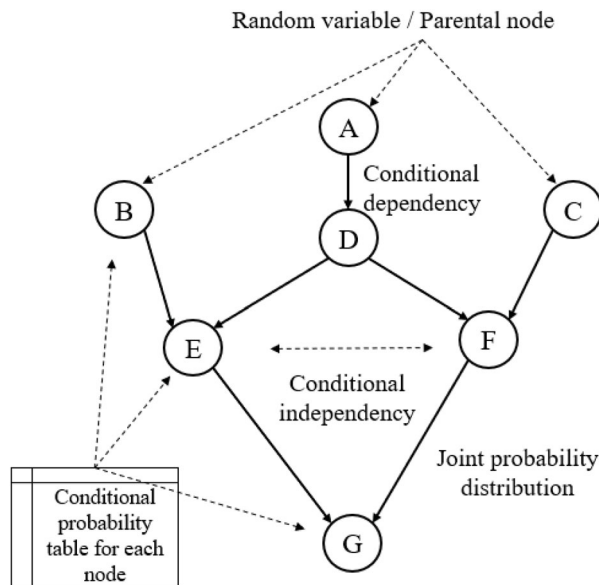 Random variable / Parental node
A
Conditional
dependency
B
C
D
E
F
Conditional
independency
Joint probability
distribution
Conditional
probability
table for each
node
G